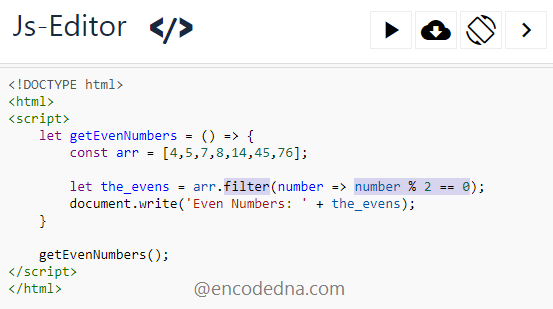 Js-Editor </>
<!DOCTYPE html>
<html>
<script>
    let getEvenNumbers = () => {
        const arr = [4,5,7,8,14,45,76];

        let the_evens = arr.filter(number => number % 2 == 0);
        document.write('Even Numbers: ' + the_evens);
    }

    getEvenNumbers();
</script>
</html>
@encodedna.com